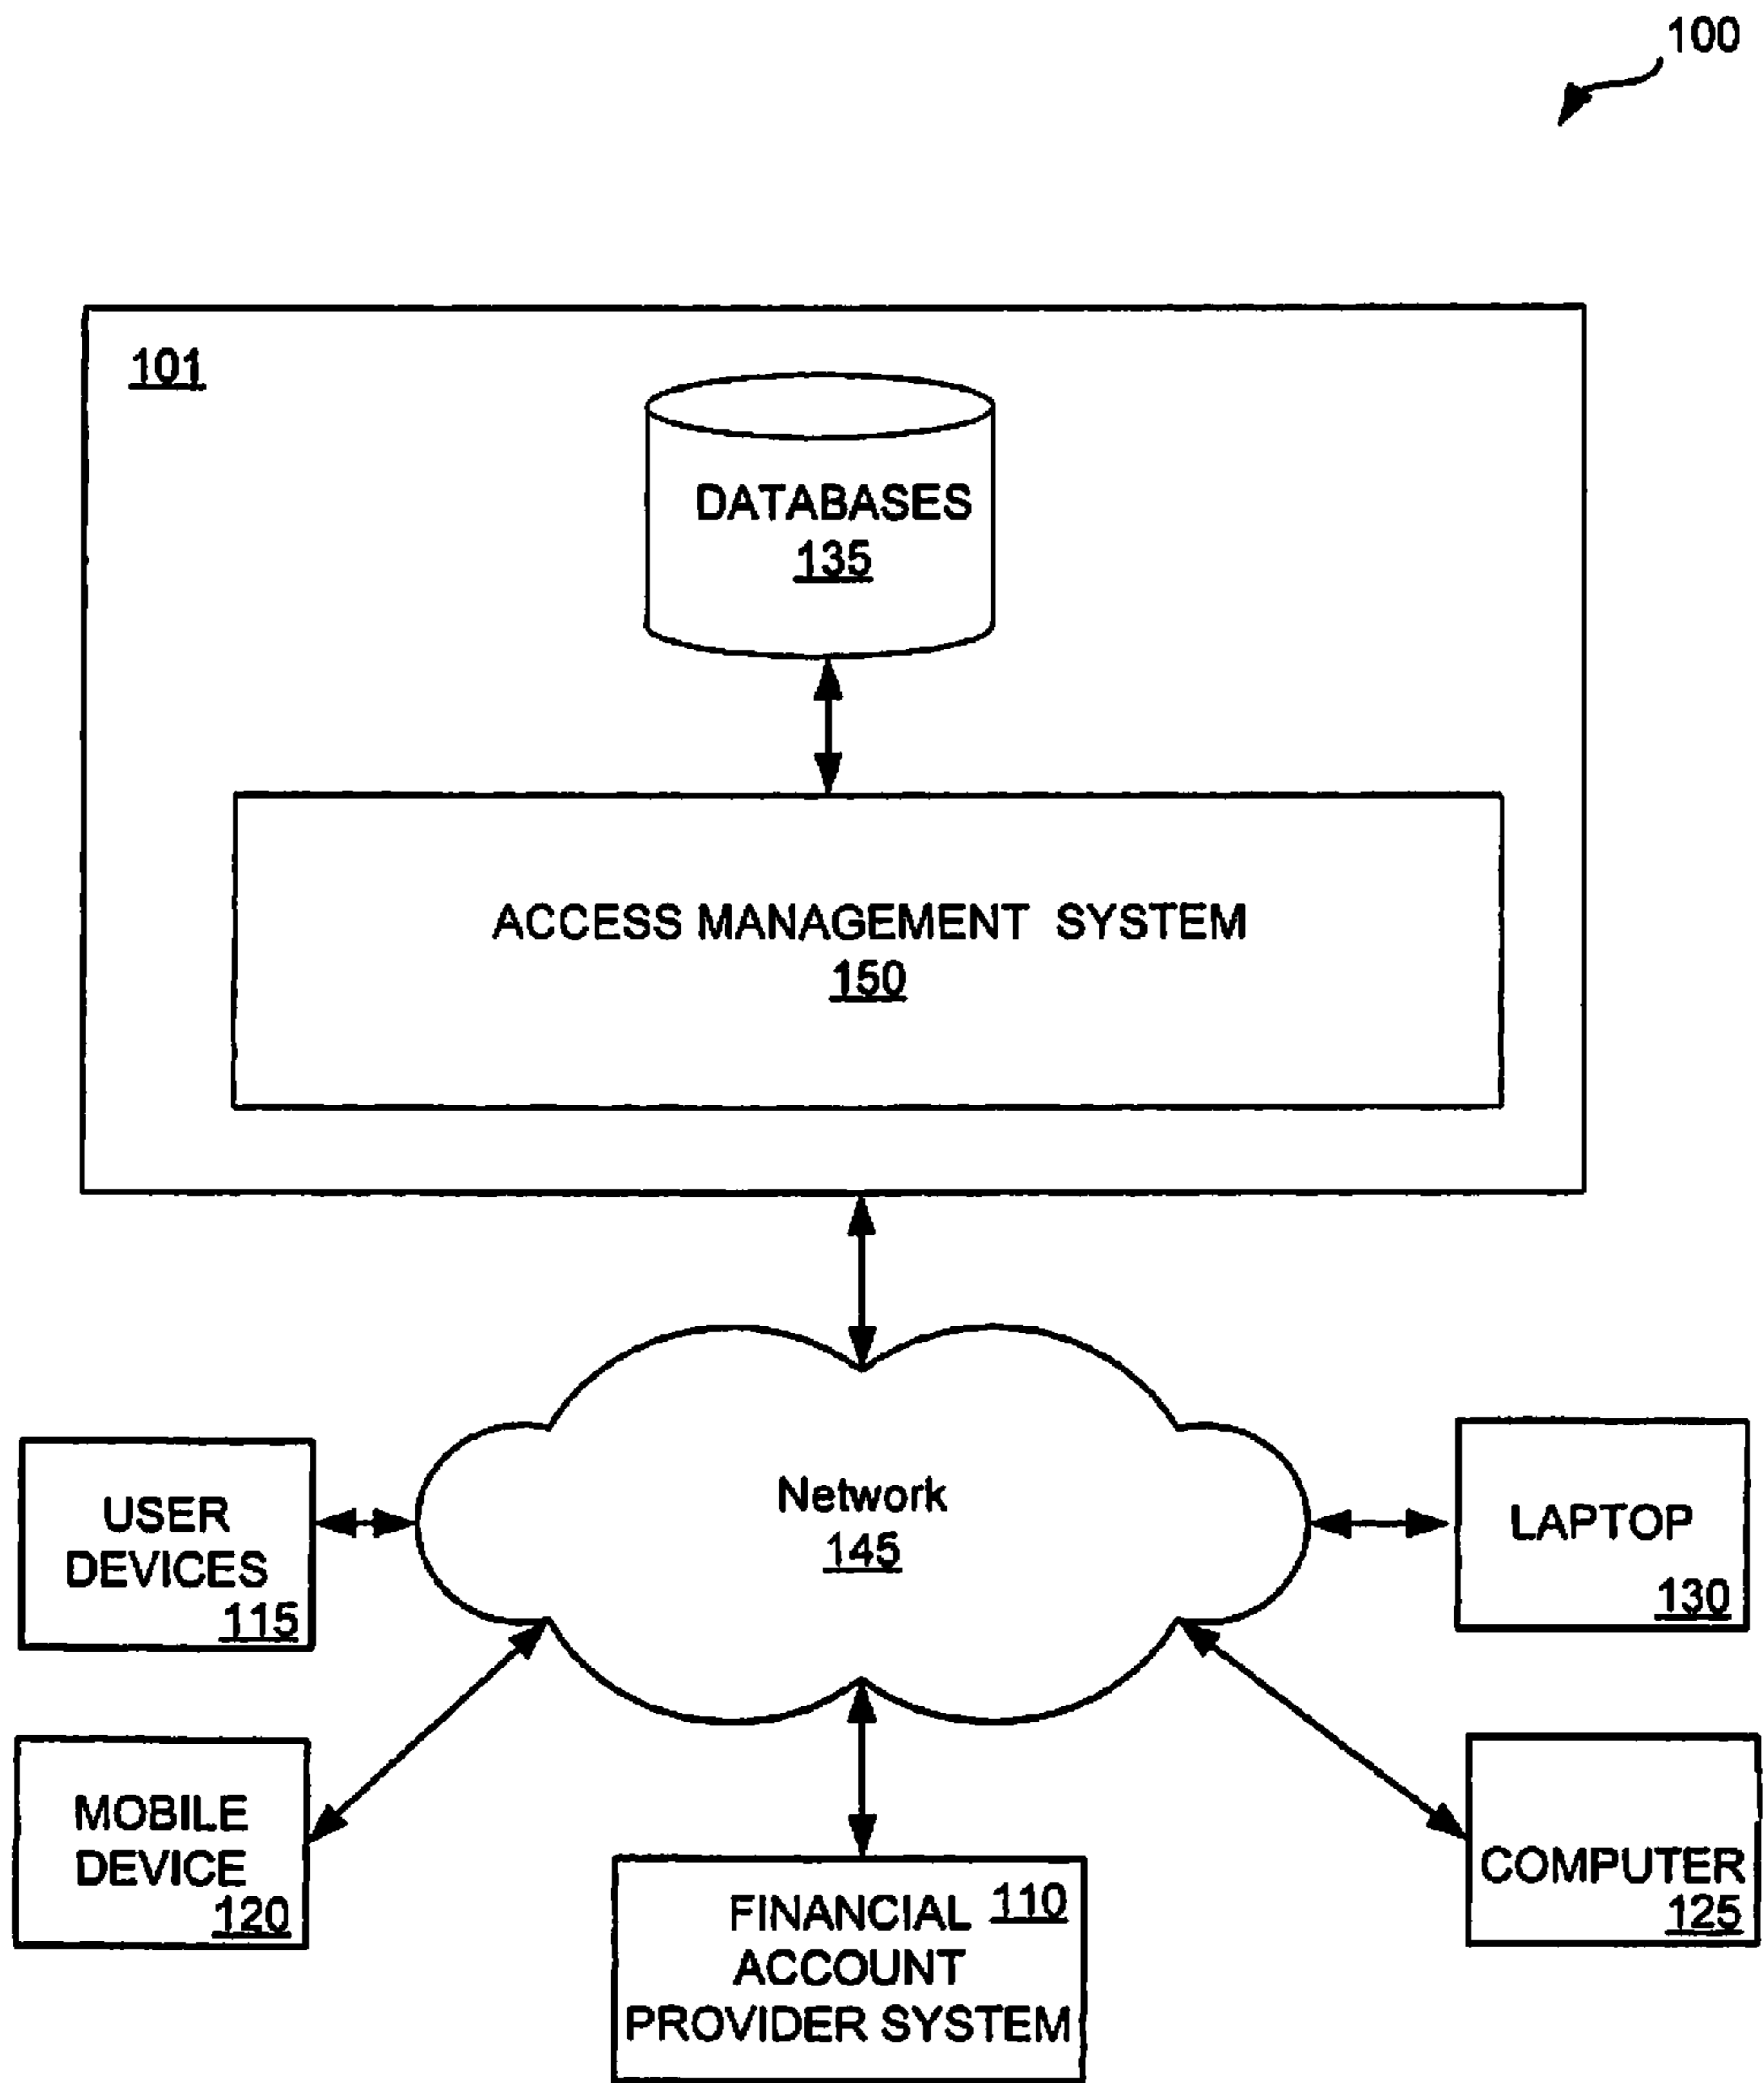 100
101
DATABASES
135
ACCESS MANAGEMENT SYSTEM
150
Network
145
USER
DEVICES
115
LAPTOP
130
MOBILE
DEVICE
120
COMPUTER
125
FINANCIAL 110
ACCOUNT
PROVIDER SYSTEM